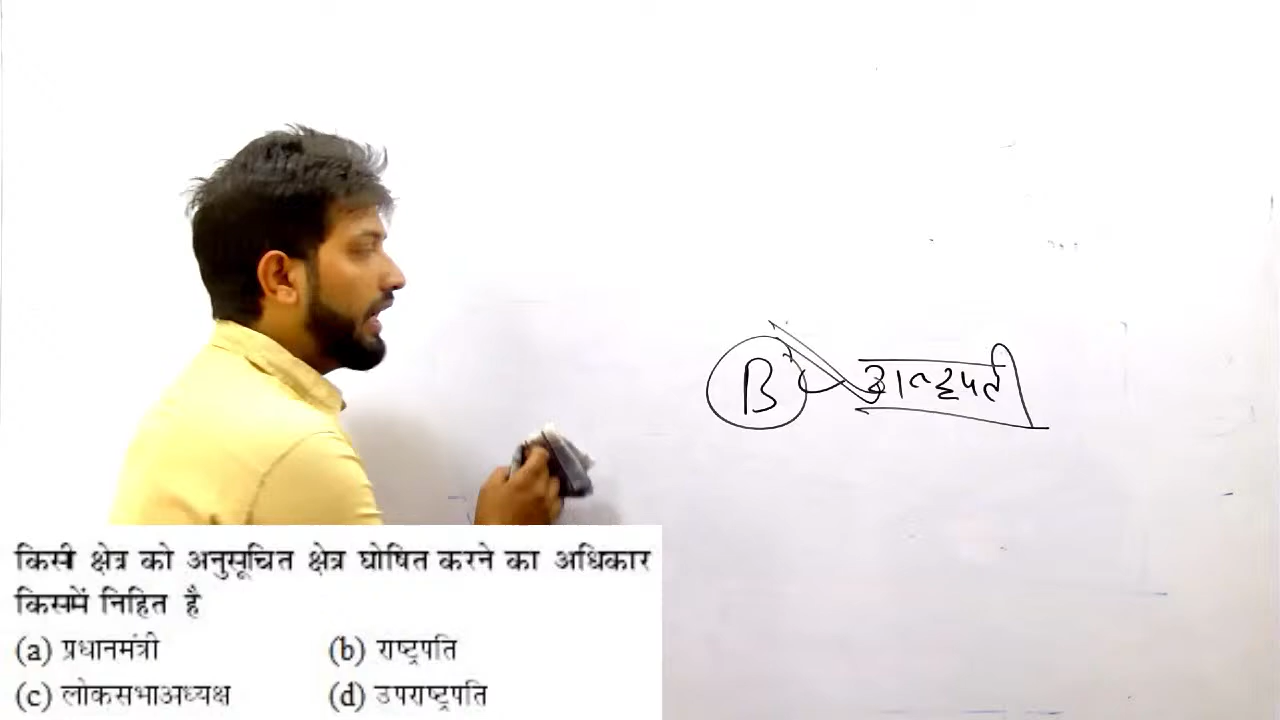 B
किसी क्षेत्र को अनुसूचित क्षेत्र घोषित करने का अधिकार
किसमें निहित है
(a) प्रधानमंत्री (b) राष्ट्रपति
(c) लोकसभाअध्यक्ष (d) उपराष्ट्रपति